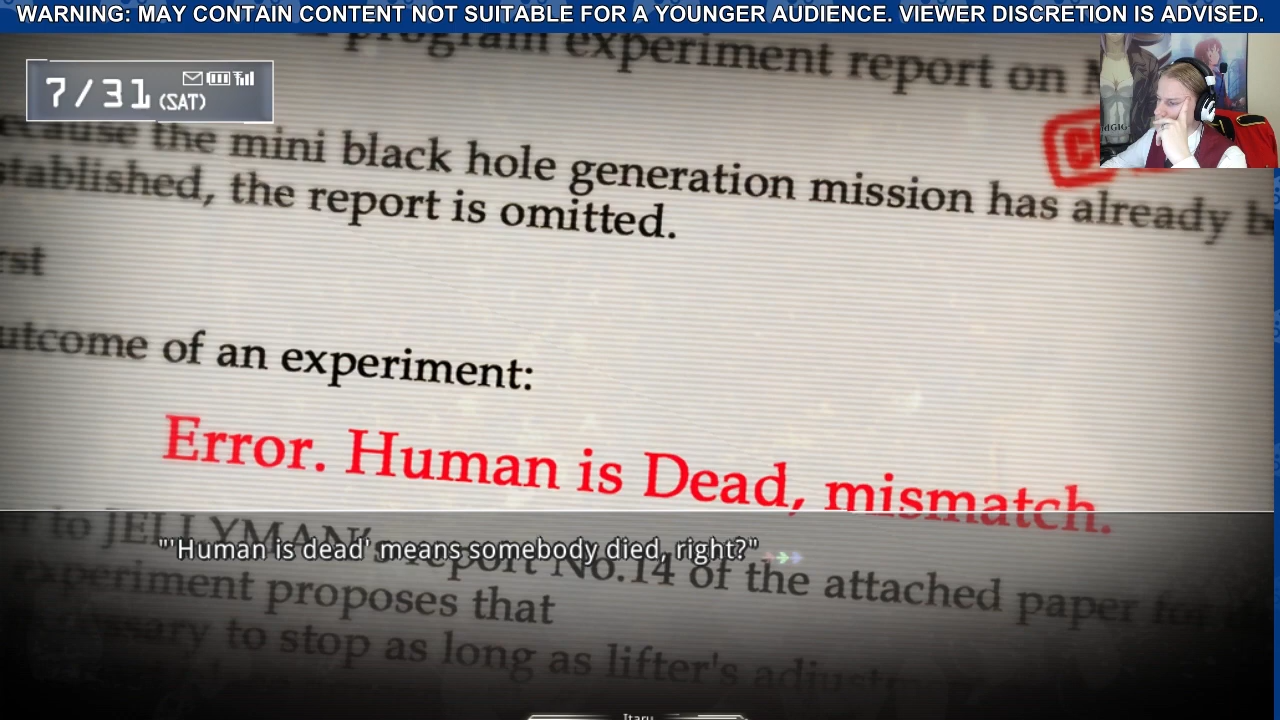 WARNING: MAY CONTAIN CONTENT NOT SUITABLE FOR A YOUNGER AUDIENCE. VIEWER DISCRETION IS ADVISED.
program experiment report on
7/31 (SAT)
the mini black hole generation mission has already
the report is omitted.
of an experiment:
Error. Human is Dead, mismatch.
to JELLYMAN's report No.14 of the attached paper
"'Human is dead' means somebody died, right?"
proposes that
to stop as long as lifter's
Itaru